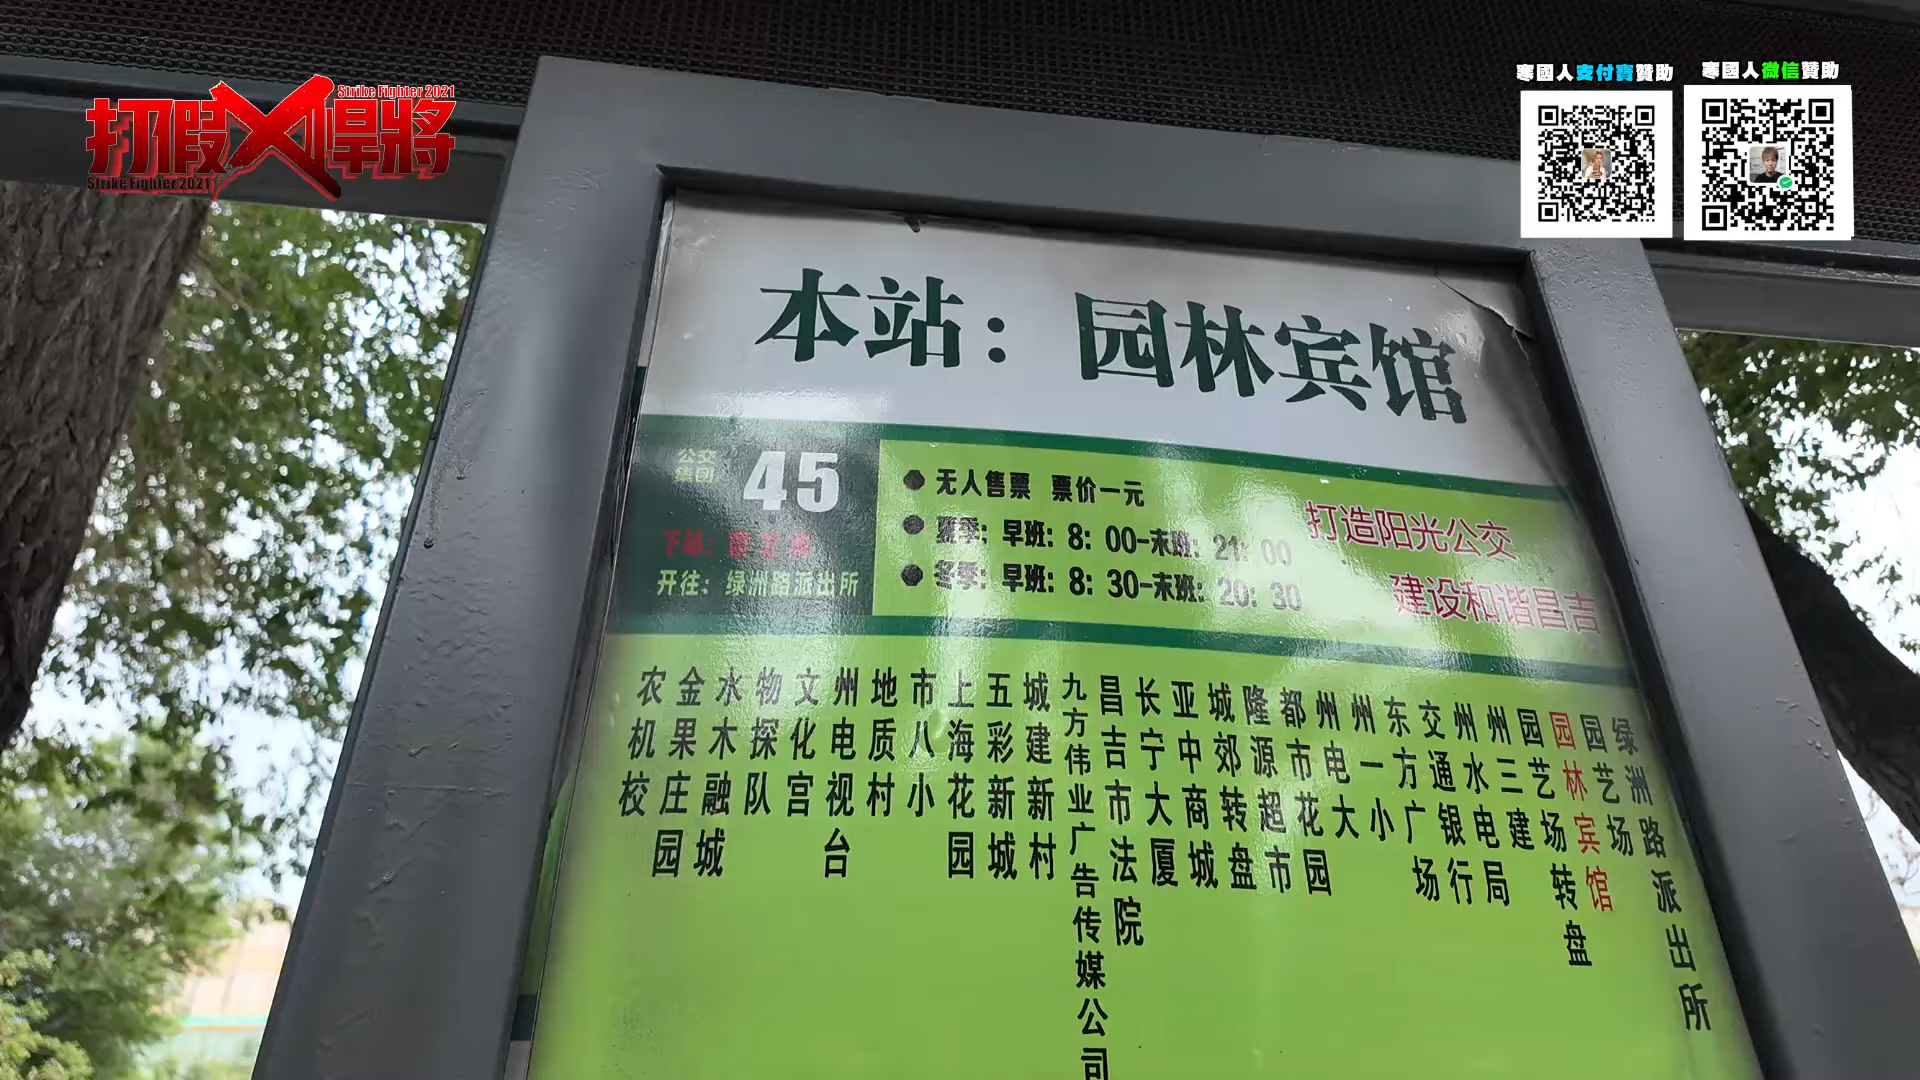 打假悍將
Strike Fighter 2021
Strike Fighter 2021
寒國人支付寶贊助
寒國人微信贊助
本站：园林宾馆
公交
集团
45
下站：
开往：绿洲路派出所
无人售票 票价一元
夏季：早班：8：00-末班：21：00
冬季：早班：8：30-末班：20：30
打造阳光公交
建设和谐昌吉
农机校
金果庄园
水木融城
物探队
文化宫
州电视台
地质村
市八小
上海花园
五彩新城
城建新村
九方伟业广告传媒公司
昌吉市法院
长宁大厦
亚中商城
城郊转盘
隆源超市
都市花园
州电大
州一小
东方广场
交通银行
州水电局
州三建
园艺场转盘
园林宾馆
园艺场
绿洲路派出所